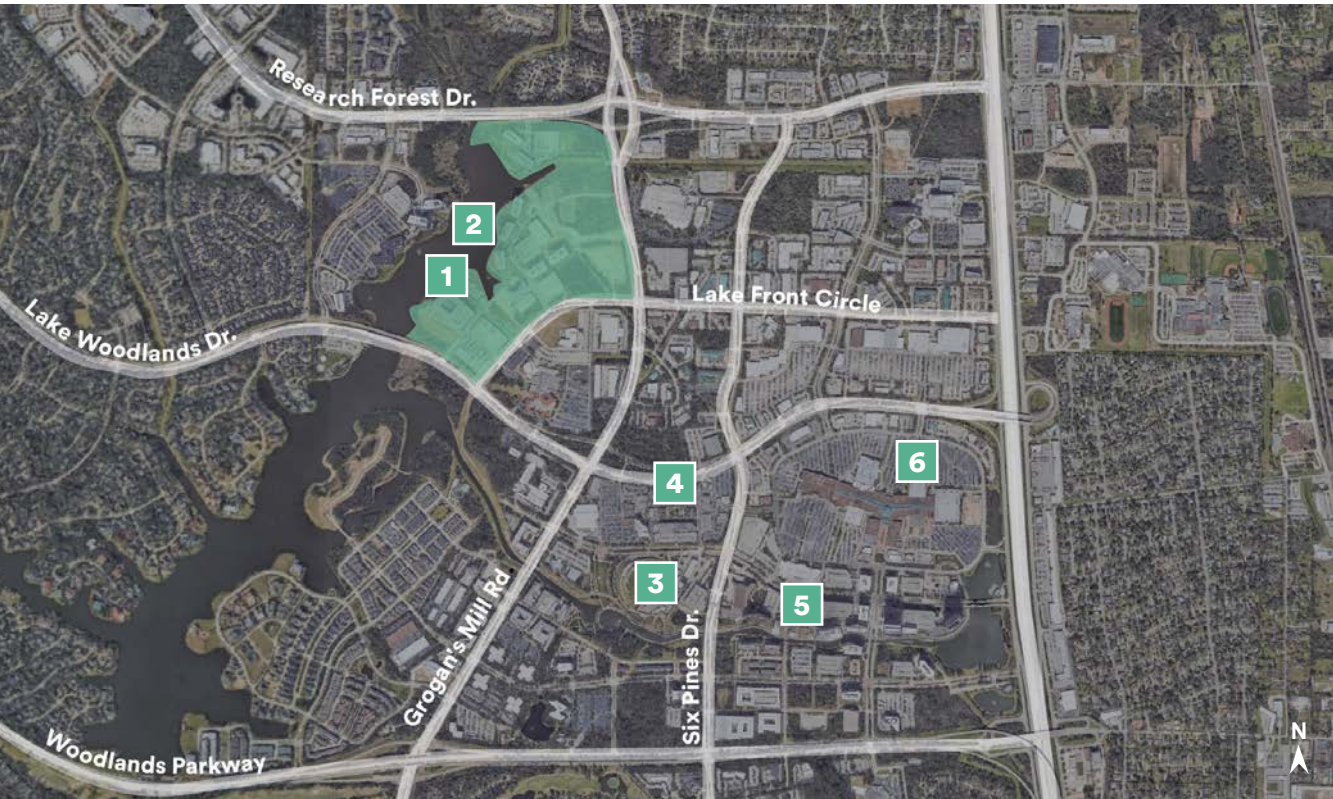 Research Forest Dr.
2
1
Lake Front Circle
Lake Woodlands Dr.
6
4
3
5
Grogan's Mill Rd
Six Pines Dr.
N
Woodlands Parkway